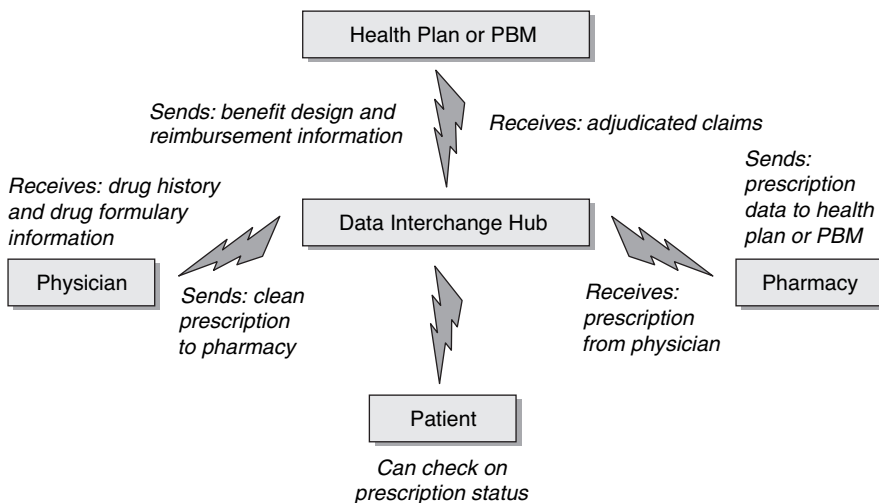 Health Plan or PBM
Sends: benefit design and
reimbursement information
Receives: adjudicated claims
Receives: drug history
and drug formulary
information
Physician
Sends: clean
prescription
to pharmacy
Data Interchange Hub
Sends:
prescription
data to health
plan or PBM
Pharmacy
Receives:
prescription
from physician
Patient
Can check on
prescription status